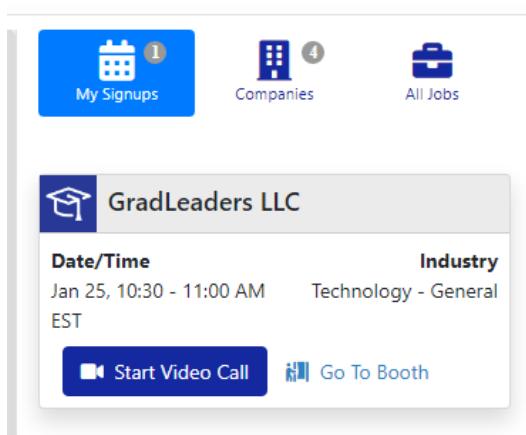 1
My Signups
4
Companies
All Jobs
GradLeaders LLC
Date/Time
Industry
Jan 25, 10:30 - 11:00 AM
Technology - General
EST
Start Video Call
Go To Booth